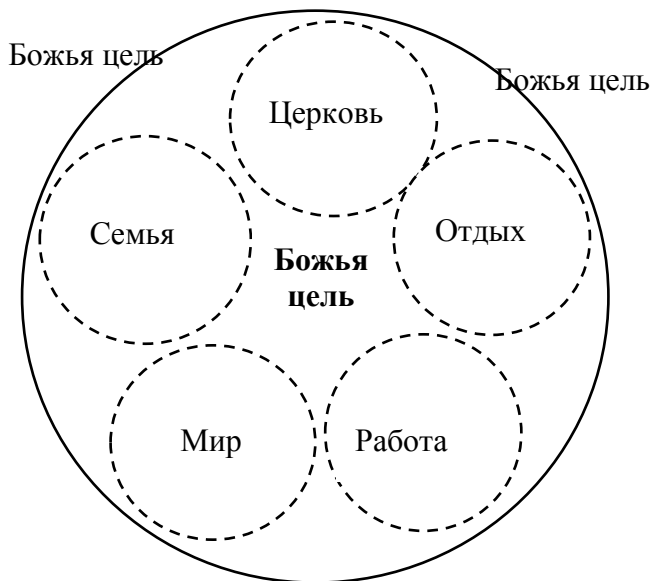 Божья цель
Божья цель
Церковь
Семья
Отдых
Божья
цель
Мир
Работа